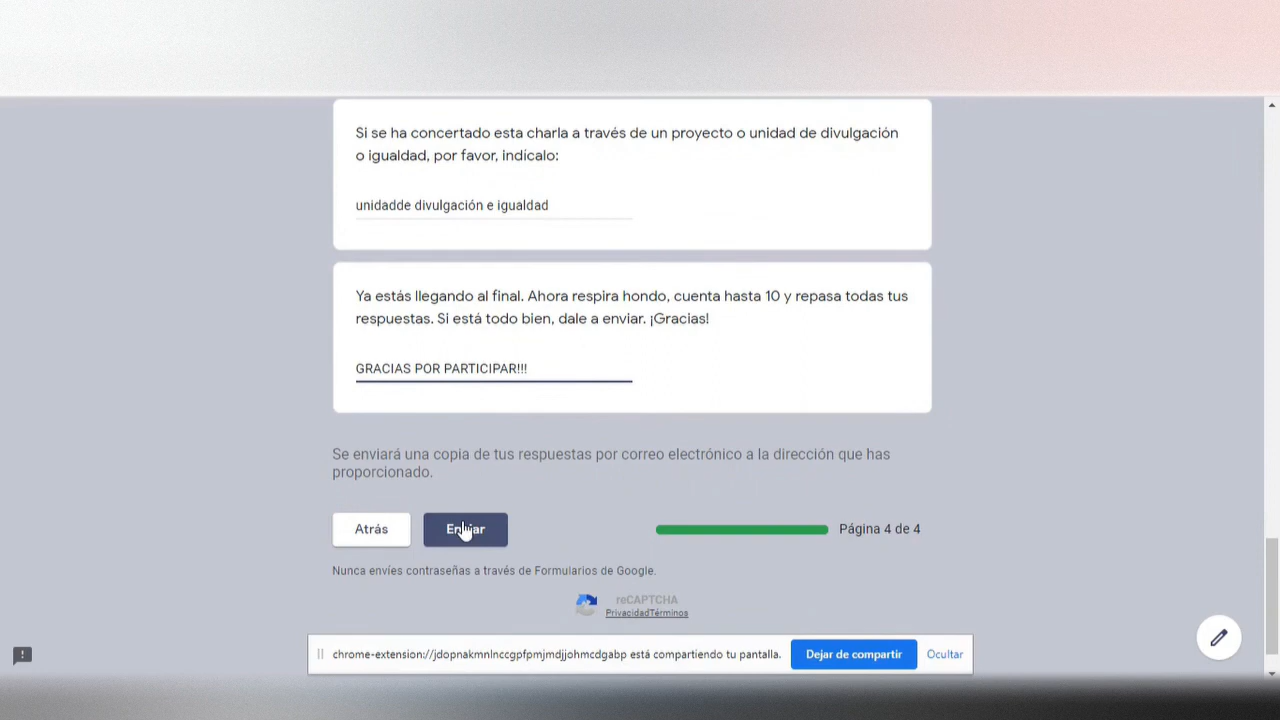 Si se ha concertado esta charla a través de un proyecto o unidad de divulgación
o igualdad, por favor, indícalo:
unidadde divulgación e igualdad
Ya estás llegando al final. Ahora respira hondo, cuenta hasta 10 y repasa todas tus
respuestas. Si está todo bien, dale a enviar. ¡Gracias!
GRACIAS POR PARTICIPAR!!!
Se enviará una copia de tus respuestas por correo electrónico a la dirección que has
proporcionado.
Atrás
Enviar
Página 4 de 4
Nunca envíes contraseñas a través de Formularios de Google.
reCAPTCHA
PrivacidadTérminos
chrome-extension://jdopnakmnlnccgpfpmjmdjjohmcdgabp está compartiendo tu pantalla.
Dejar de compartir
Ocultar